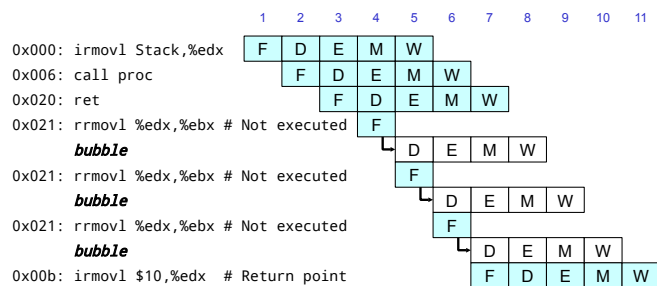 1 2 3 4 5 6 7 8 9 10 11
0x000: irmovl Stack,%edx F D E M W
0x006: call proc F D E M W
0x020: ret F D E M W
0x021: rrmovl %edx,%ebx # Not executed F
bubble D E M W
0x021: rrmovl %edx,%ebx # Not executed F
bubble D E M W
0x021: rrmovl %edx,%ebx # Not executed F
bubble D E M W
0x00b: irmovl $10,%edx # Return point F D E M W